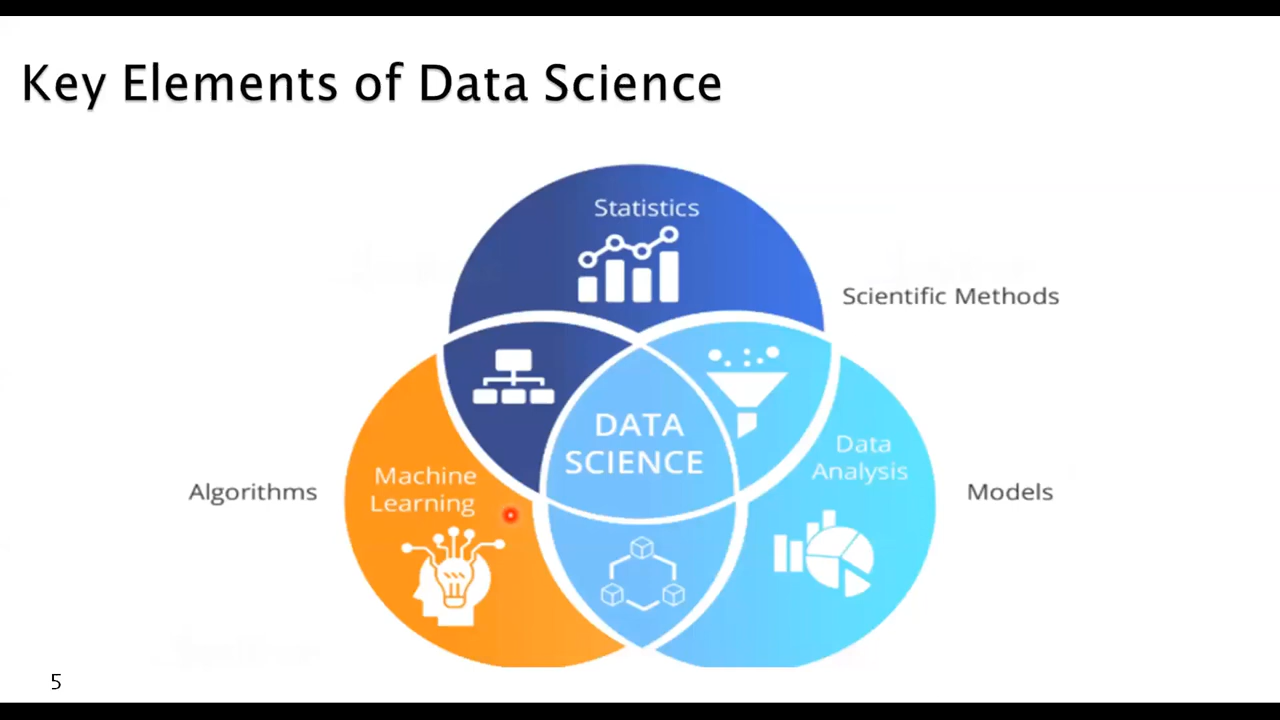 Key Elements of Data Science
Statistics
Scientific Methods
DATA
SCIENCE
Data
Analysis
Machine
Learning
Algorithms
Models
5